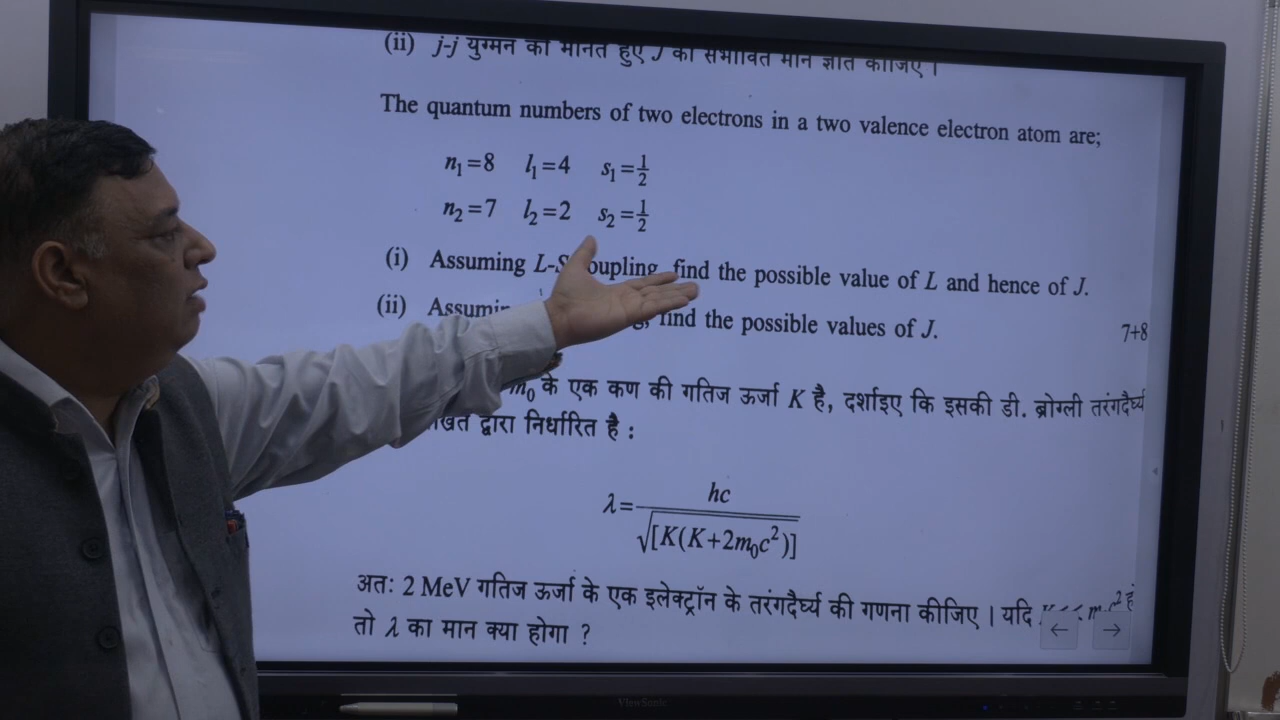 (ii) j-j युग्मन को मानते हुए J का संभावित मान ज्ञात कीजिए ।
The quantum numbers of two electrons in a two valence electron atom are;
n₁=8 l₁=4 s₁=½
n₂=7 l₂=2 s₂=½
(i) Assuming L-S coupling, find the possible value of L and hence of J.
(ii) find the possible values of J.
7+8
m₀ के एक कण की गतिज ऊर्जा K है, दर्शाइए कि इसकी डी. ब्रोग्ली तरंगदैर्घ्य
द्वारा निर्धारित है :
λ= hc / √[K(K+2m₀c²)]
अतः 2 MeV गतिज ऊर्जा के एक इलेक्ट्रॉन के तरंगदैर्घ्य की गणना कीजिए । यदि
तो λ का मान क्या होगा ?
ViewSonic